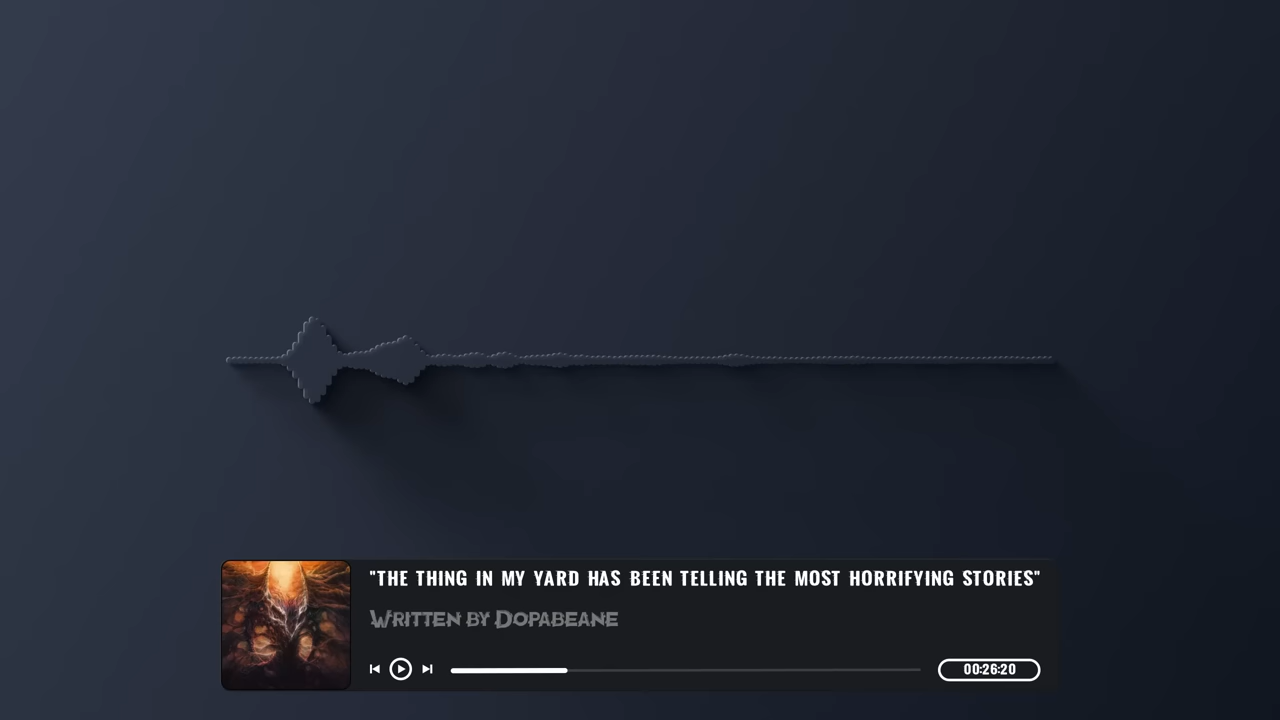 "THE THING IN MY YARD HAS BEEN TELLING THE MOST HORRIFYING STORIES"
WRITTEN BY DOPABEANE
00:26:20